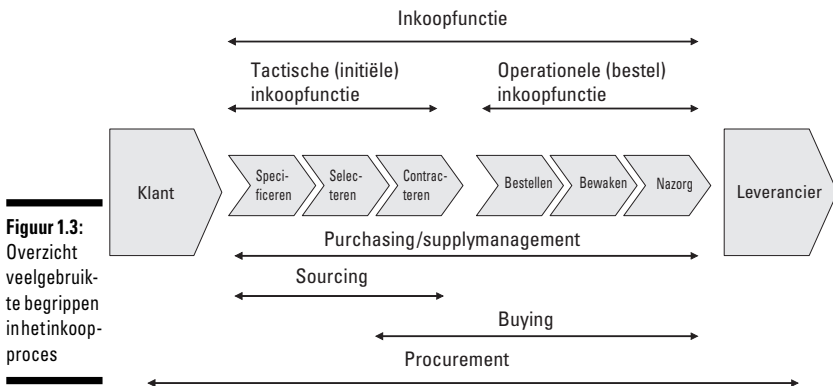 Inkoopfunctie
Tactische (initiële)
inkoopfunctie
Operationele (bestel)
inkoopfunctie
Klant
Speci-
ficeren
Selec-
teren
Contrac-
teren
Bestellen
Bewaken
Nazorg
Leverancier
Purchasing/supplymanagement
Sourcing
Buying
Procurement
Figuur 1.3:
Overzicht
veelgebruik-
te begrippen
in het inkoop-
proces